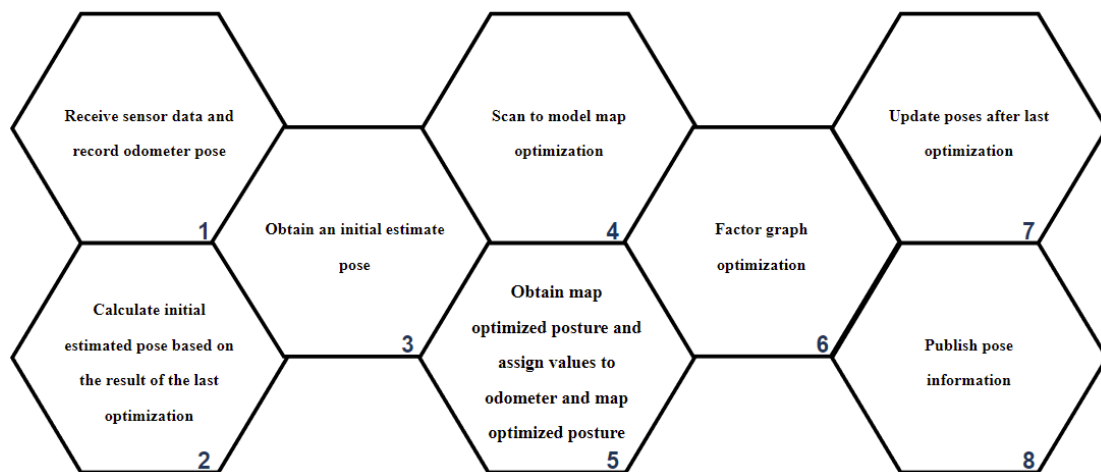 Receive sensor data and
record odometer pose
1
Calculate initial
estimated pose based on
the result of the last
optimization
2
Obtain an initial estimate
pose
3
Scan to model map
optimization
4
Obtain map
optimized posture and
assign values to
odometer and map
optimized posture
5
Factor graph
optimization
6
Update poses after last
optimization
7
Publish pose
information
8